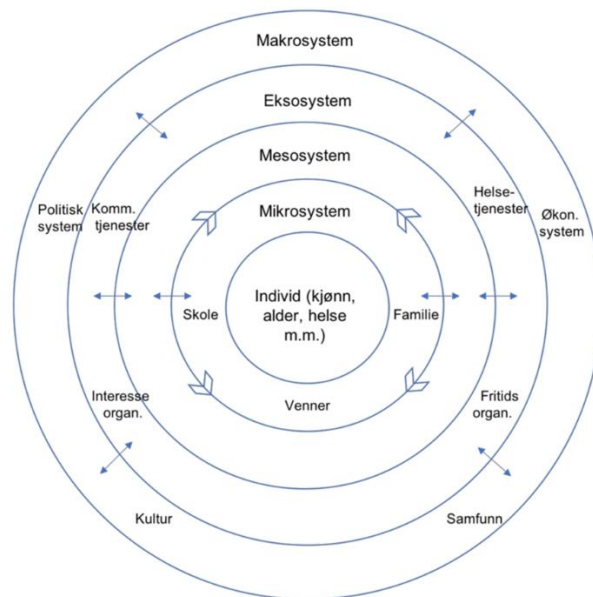 Makrosystem
Eksosystem
Mesosystem
Mikrosystem
Politisk
system
Komm.
tjenester
Helse-
tjenester
Økon.
system
Individ (kjønn,
alder, helse
m.m.)
Skole
Familie
Venner
Interesse
organ.
Fritids
organ.
Kultur
Samfunn